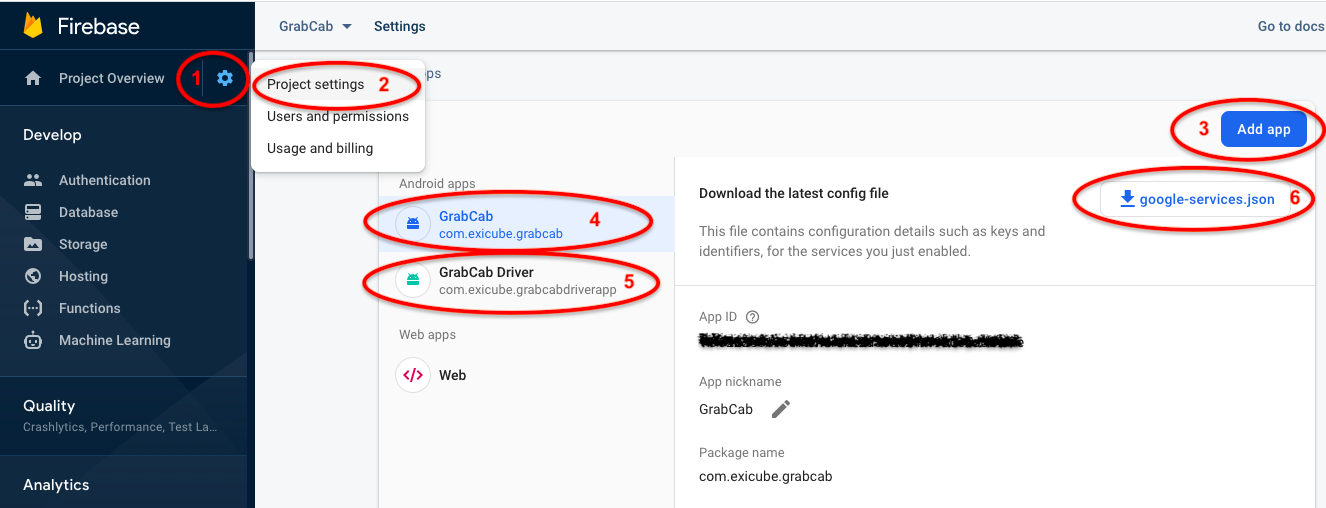 Firebase
GrabCab
Settings
Go to docs
Project Overview
1
Project settings
2
Users and permissions
Usage and billing
ps
3
Add app
Develop
Authentication
Database
Storage
Hosting
Functions
Machine Learning
Quality
Crashlytics, Performance, Test La...
Analytics
Android apps
GrabCab
com.exicube.grabcab
4
GrabCab Driver
com.exicube.grabcabdriverapp
5
Web apps
</> Web
Download the latest config file
google-services.json
6
This file contains configuration details such as keys and
identifiers, for the services you just enabled.
App ID ?
App nickname
GrabCab
Package name
com.exicube.grabcab